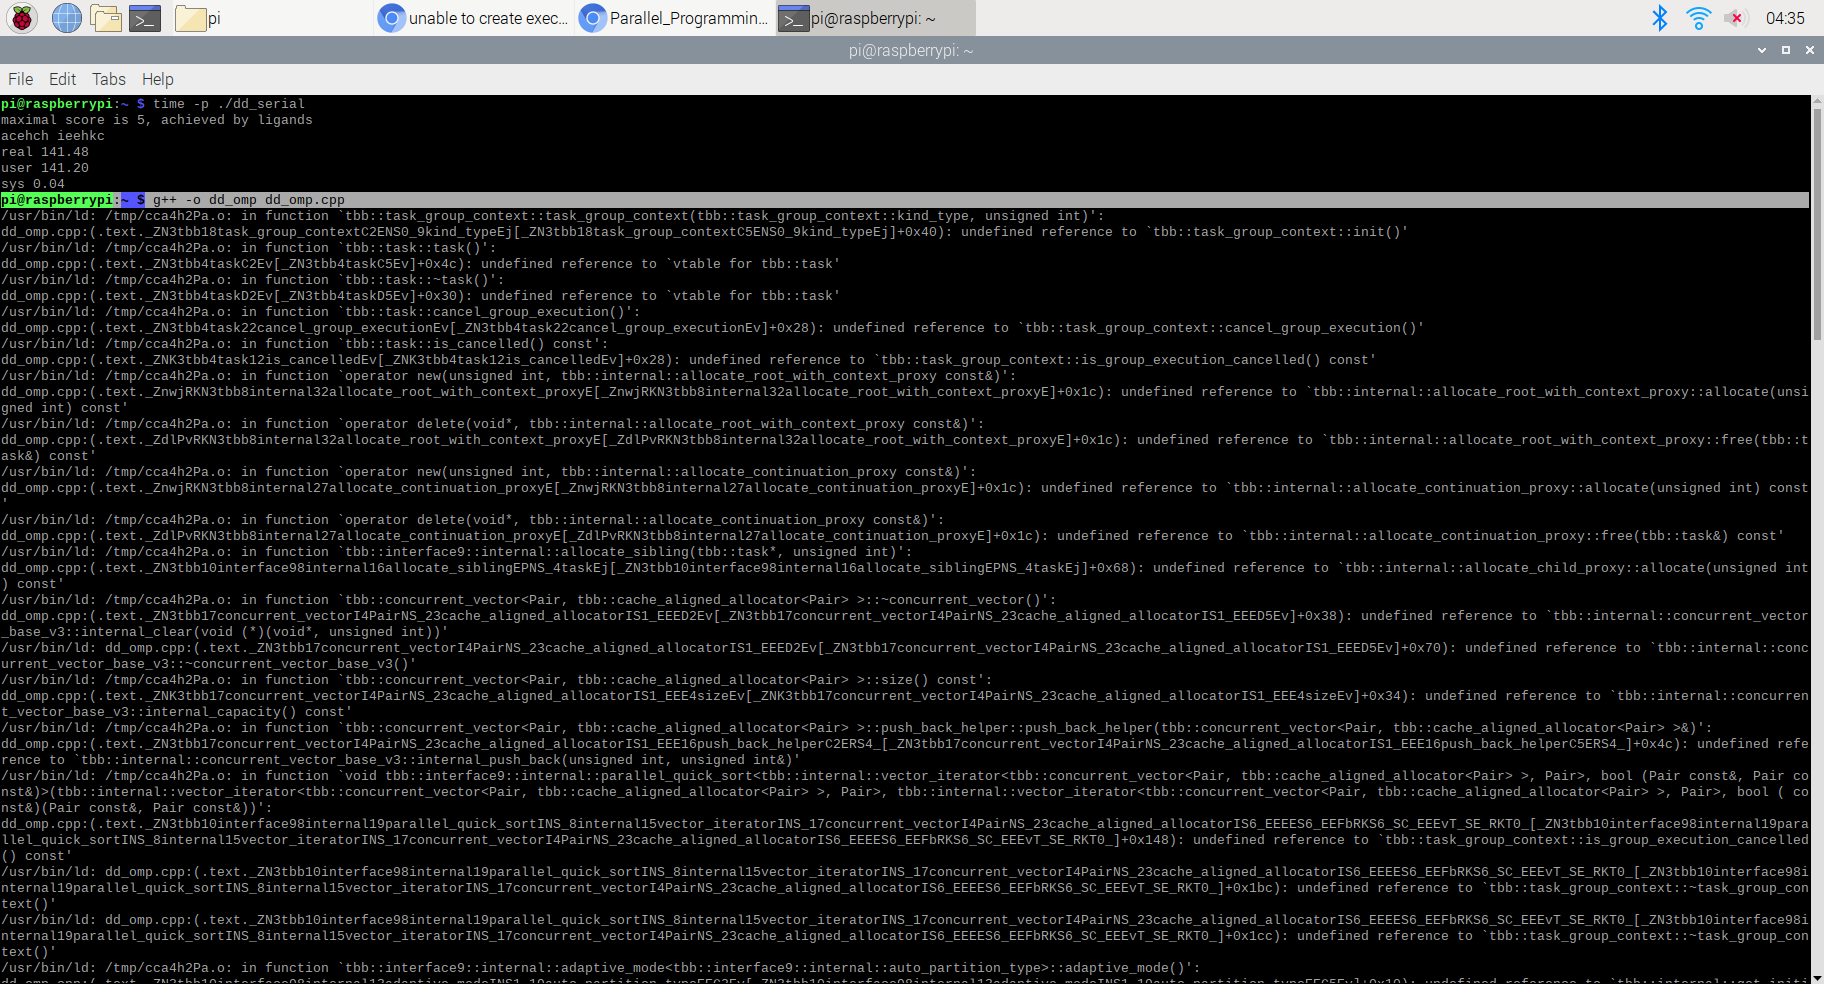 pi
unable to create exec...
Parallel_Programmin...
pi@raspberrypi: ~
04:35
pi@raspberrypi: ~
File Edit Tabs Help
pi@raspberrypi:~ $ time -p ./dd_serial
maximal score is 5, achieved by ligands
acehch ieehkc
real 141.48
user 141.20
sys 0.04
pi@raspberrypi:~ $ g++ -o dd_omp dd_omp.cpp
/usr/bin/ld: /tmp/cca4h2Pa.o: in function `tbb::task_group_context::task_group_context(tbb::task_group_context::kind_type, unsigned int)':
dd_omp.cpp:(.text._ZN3tbb18task_group_contextC2ENS0_9kind_typeEj[_ZN3tbb18task_group_contextC5ENS0_9kind_typeEj]+0x40): undefined reference to `tbb::task_group_context::init()'
/usr/bin/ld: /tmp/cca4h2Pa.o: in function `tbb::task::task()':
dd_omp.cpp:(.text._ZN3tbb4taskC2Ev[_ZN3tbb4taskC5Ev]+0x4c): undefined reference to `vtable for tbb::task'
/usr/bin/ld: /tmp/cca4h2Pa.o: in function `tbb::task::~task()':
dd_omp.cpp:(.text._ZN3tbb4taskD2Ev[_ZN3tbb4taskD5Ev]+0x30): undefined reference to `vtable for tbb::task'
/usr/bin/ld: /tmp/cca4h2Pa.o: in function `tbb::task::cancel_group_execution()':
dd_omp.cpp:(.text._ZN3tbb4task22cancel_group_executionEv[_ZN3tbb4task22cancel_group_executionEv]+0x28): undefined reference to `tbb::task_group_context::cancel_group_execution()'
/usr/bin/ld: /tmp/cca4h2Pa.o: in function `tbb::task::is_cancelled() const':
dd_omp.cpp:(.text._ZNK3tbb4task12is_cancelledEv[_ZNK3tbb4task12is_cancelledEv]+0x28): undefined reference to `tbb::task_group_context::is_group_execution_cancelled() const'
/usr/bin/ld: /tmp/cca4h2Pa.o: in function `operator new(unsigned int, tbb::internal::allocate_root_with_context_proxy const&)':
dd_omp.cpp:(.text._ZnwjRKN3tbb8internal32allocate_root_with_context_proxyE[_ZnwjRKN3tbb8internal32allocate_root_with_context_proxyE]+0x1c): undefined reference to `tbb::internal::allocate_root_with_context_proxy::allocate(unsi
gned int) const'
/usr/bin/ld: /tmp/cca4h2Pa.o: in function `operator delete(void*, tbb::internal::allocate_root_with_context_proxy const&)':
dd_omp.cpp:(.text._ZdlPvRKN3tbb8internal32allocate_root_with_context_proxyE[_ZdlPvRKN3tbb8internal32allocate_root_with_context_proxyE]+0x1c): undefined reference to `tbb::internal::allocate_root_with_context_proxy::free(tbb::t
ask&) const'
/usr/bin/ld: /tmp/cca4h2Pa.o: in function `operator new(unsigned int, tbb::internal::allocate_continuation_proxy const&)':
dd_omp.cpp:(.text._ZnwjRKN3tbb8internal27allocate_continuation_proxyE[_ZnwjRKN3tbb8internal27allocate_continuation_proxyE]+0x1c): undefined reference to `tbb::internal::allocate_continuation_proxy::allocate(unsigned int) const
'
/usr/bin/ld: /tmp/cca4h2Pa.o: in function `operator delete(void*, tbb::internal::allocate_continuation_proxy const&)':
dd_omp.cpp:(.text._ZdlPvRKN3tbb8internal27allocate_continuation_proxyE[_ZdlPvRKN3tbb8internal27allocate_continuation_proxyE]+0x1c): undefined reference to `tbb::internal::allocate_continuation_proxy::free(tbb::task&) const'
/usr/bin/ld: /tmp/cca4h2Pa.o: in function `tbb::interface9::internal::allocate_sibling(tbb::task*, unsigned int)':
dd_omp.cpp:(.text._ZN3tbb10interface98internal16allocate_siblingEPNS_4taskEj[_ZN3tbb10interface98internal16allocate_siblingEPNS_4taskEj]+0x68): undefined reference to `tbb::internal::allocate_child_proxy::allocate(unsigned int
) const'
/usr/bin/ld: /tmp/cca4h2Pa.o: in function `tbb::concurrent_vector<Pair, tbb::cache_aligned_allocator<Pair> >::~concurrent_vector()':
dd_omp.cpp:(.text._ZN3tbb17concurrent_vectorI4PairNS_23cache_aligned_allocatorIS1_EEED2Ev[_ZN3tbb17concurrent_vectorI4PairNS_23cache_aligned_allocatorIS1_EEED5Ev]+0x38): undefined reference to `tbb::internal::concurrent_vector
_base_v3::internal_clear(void (*)(void*, unsigned int))'
/usr/bin/ld: dd_omp.cpp:(.text._ZN3tbb17concurrent_vectorI4PairNS_23cache_aligned_allocatorIS1_EEED2Ev[_ZN3tbb17concurrent_vectorI4PairNS_23cache_aligned_allocatorIS1_EEED5Ev]+0x70): undefined reference to `tbb::internal::conc
urrent_vector_base_v3::~concurrent_vector_base_v3()'
/usr/bin/ld: /tmp/cca4h2Pa.o: in function `tbb::concurrent_vector<Pair, tbb::cache_aligned_allocator<Pair> >::size() const':
dd_omp.cpp:(.text._ZNK3tbb17concurrent_vectorI4PairNS_23cache_aligned_allocatorIS1_EEE4sizeEv[_ZNK3tbb17concurrent_vectorI4PairNS_23cache_aligned_allocatorIS1_EEE4sizeEv]+0x34): undefined reference to `tbb::internal::concurren
t_vector_base_v3::internal_capacity() const'
/usr/bin/ld: /tmp/cca4h2Pa.o: in function `tbb::concurrent_vector<Pair, tbb::cache_aligned_allocator<Pair> >::push_back_helper::push_back_helper(tbb::concurrent_vector<Pair, tbb::cache_aligned_allocator<Pair> >&)':
dd_omp.cpp:(.text._ZN3tbb17concurrent_vectorI4PairNS_23cache_aligned_allocatorIS1_EEE16push_back_helperC2ERS4_[_ZN3tbb17concurrent_vectorI4PairNS_23cache_aligned_allocatorIS1_EEE16push_back_helperC5ERS4_]+0x4c): undefined refe
rence to `tbb::internal::concurrent_vector_base_v3::internal_push_back(unsigned int, unsigned int&)'
/usr/bin/ld: /tmp/cca4h2Pa.o: in function `void tbb::interface9::internal::parallel_quick_sort<tbb::internal::vector_iterator<tbb::concurrent_vector<Pair, tbb::cache_aligned_allocator<Pair> >, Pair>, bool (Pair const&, Pair co
nst&)>(tbb::internal::vector_iterator<tbb::concurrent_vector<Pair, tbb::cache_aligned_allocator<Pair> >, Pair>, tbb::internal::vector_iterator<tbb::concurrent_vector<Pair, tbb::cache_aligned_allocator<Pair> >, Pair>, bool ( co
nst&)(Pair const&, Pair const&))':
dd_omp.cpp:(.text._ZN3tbb10interface98internal19parallel_quick_sortINS_8internal15vector_iteratorINS_17concurrent_vectorI4PairNS_23cache_aligned_allocatorIS6_EEEES6_EEFbRKS6_SC_EEEvT_SE_RKT0_[_ZN3tbb10interface98internal19para
llel_quick_sortINS_8internal15vector_iteratorINS_17concurrent_vectorI4PairNS_23cache_aligned_allocatorIS6_EEEES6_EEFbRKS6_SC_EEEvT_SE_RKT0_]+0x148): undefined reference to `tbb::task_group_context::is_group_execution_cancelled
() const'
/usr/bin/ld: dd_omp.cpp:(.text._ZN3tbb10interface98internal19parallel_quick_sortINS_8internal15vector_iteratorINS_17concurrent_vectorI4PairNS_23cache_aligned_allocatorIS6_EEEES6_EEFbRKS6_SC_EEEvT_SE_RKT0_[_ZN3tbb10interface98i
nternal19parallel_quick_sortINS_8internal15vector_iteratorINS_17concurrent_vectorI4PairNS_23cache_aligned_allocatorIS6_EEEES6_EEFbRKS6_SC_EEEvT_SE_RKT0_]+0x1bc): undefined reference to `tbb::task_group_context::~task_group_con
text()'
/usr/bin/ld: dd_omp.cpp:(.text._ZN3tbb10interface98internal19parallel_quick_sortINS_8internal15vector_iteratorINS_17concurrent_vectorI4PairNS_23cache_aligned_allocatorIS6_EEEES6_EEFbRKS6_SC_EEEvT_SE_RKT0_[_ZN3tbb10interface98i
nternal19parallel_quick_sortINS_8internal15vector_iteratorINS_17concurrent_vectorI4PairNS_23cache_aligned_allocatorIS6_EEEES6_EEFbRKS6_SC_EEEvT_SE_RKT0_]+0x1cc): undefined reference to `tbb::task_group_context::~task_group_con
text()'
/usr/bin/ld: /tmp/cca4h2Pa.o: in function `tbb::interface9::internal::adaptive_mode<tbb::interface9::internal::auto_partition_type>::adaptive_mode()':